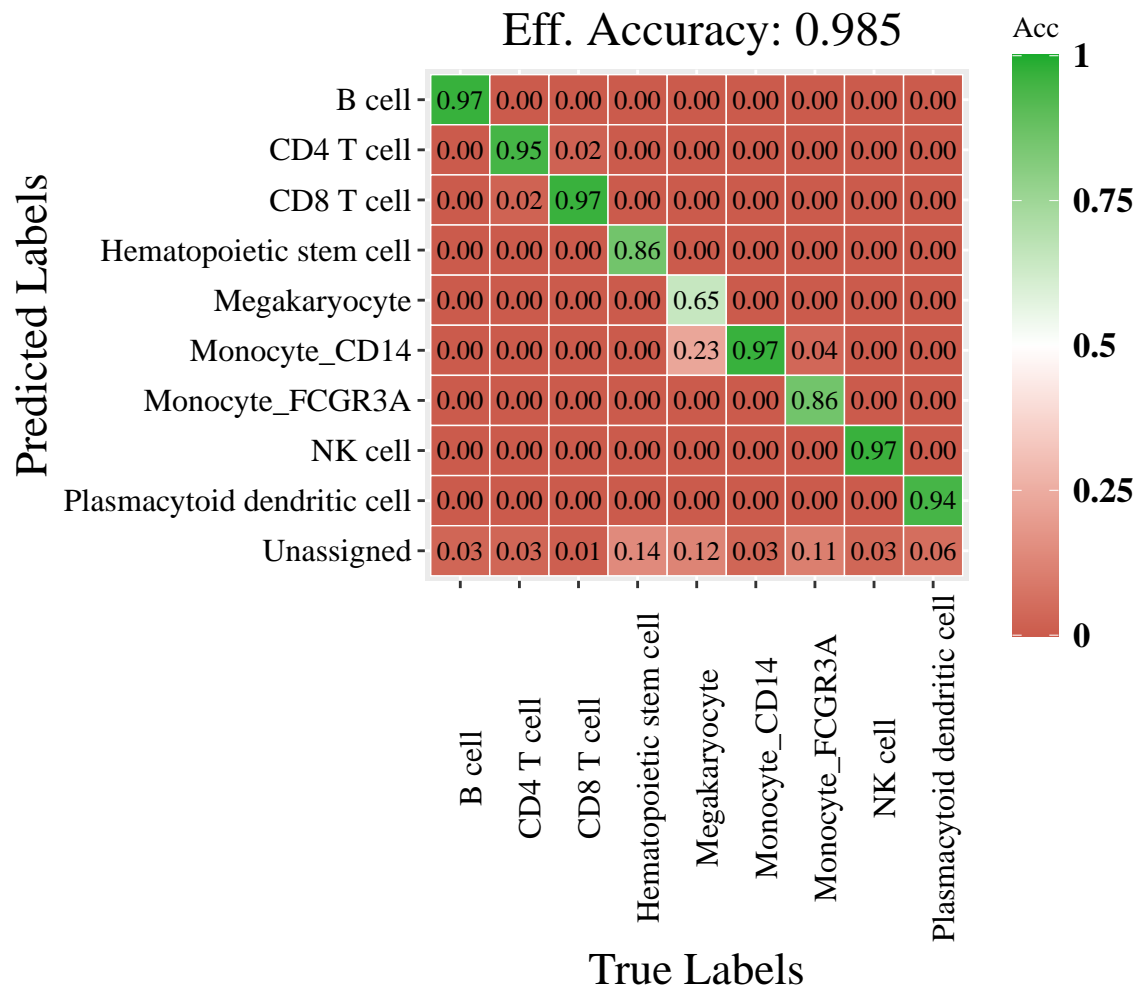 Eff. Accuracy: 0.985
Acc
Predicted Labels
B cell 0.97 0.00 0.00 0.00 0.00 0.00 0.00 0.00 0.00
CD4 T cell 0.00 0.95 0.02 0.00 0.00 0.00 0.00 0.00 0.00
CD8 T cell 0.00 0.02 0.97 0.00 0.00 0.00 0.00 0.00 0.00
Hematopoietic stem cell 0.00 0.00 0.00 0.86 0.00 0.00 0.00 0.00 0.00
Megakaryocyte 0.00 0.00 0.00 0.00 0.65 0.00 0.00 0.00 0.00
Monocyte_CD14 0.00 0.00 0.00 0.00 0.23 0.97 0.04 0.00 0.00
Monocyte_FCGR3A 0.00 0.00 0.00 0.00 0.00 0.00 0.86 0.00 0.00
NK cell 0.00 0.00 0.00 0.00 0.00 0.00 0.00 0.97 0.00
Plasmacytoid dendritic cell 0.00 0.00 0.00 0.00 0.00 0.00 0.00 0.00 0.94
Unassigned 0.03 0.03 0.01 0.14 0.12 0.03 0.11 0.03 0.06
B cell
CD4 T cell
CD8 T cell
Hematopoietic stem cell
Megakaryocyte
Monocyte_CD14
Monocyte_FCGR3A
NK cell
Plasmacytoid dendritic cell
True Labels
1
0.75
0.5
0.25
0